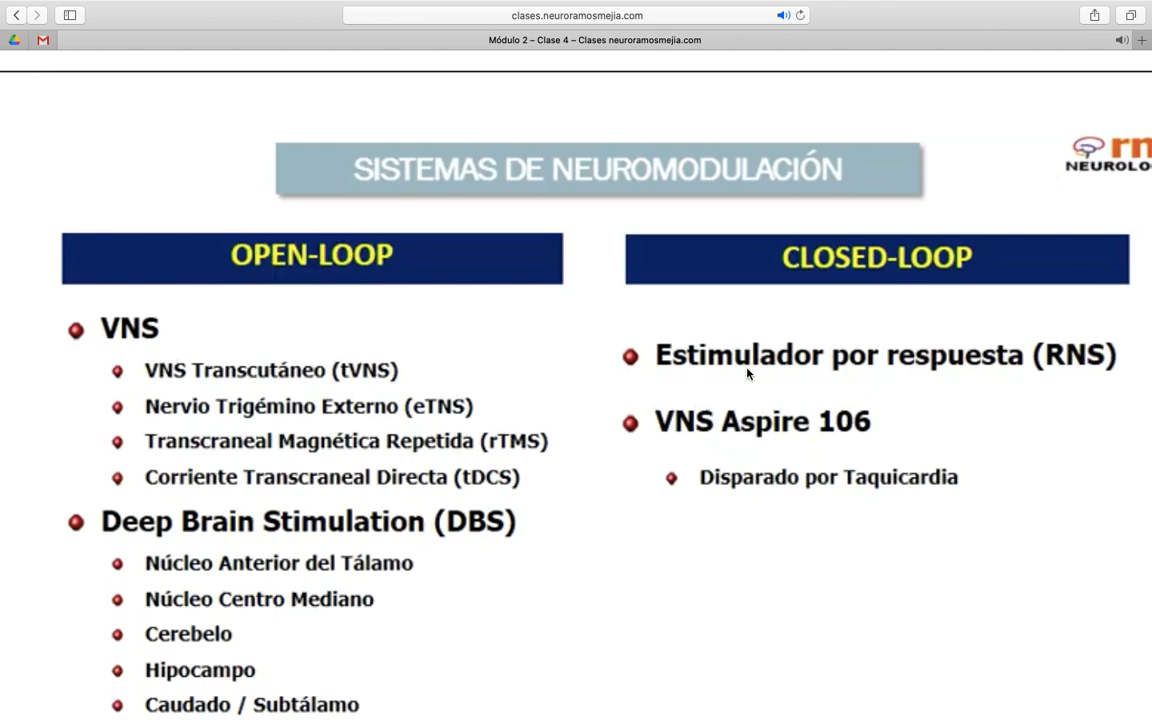 clases.neuroramosmejia.com
Módulo 2 – Clase 4 – Clases neuroramosmejia.com
SISTEMAS DE NEUROMODULACIÓN
rn
NEUROLO
OPEN-LOOP
VNS
VNS Transcutáneo (tVNS)
Nervio Trigémino Externo (eTNS)
Transcraneal Magnética Repetida (rTMS)
Corriente Transcraneal Directa (tDCS)
Deep Brain Stimulation (DBS)
Núcleo Anterior del Tálamo
Núcleo Centro Mediano
Cerebelo
Hipocampo
Caudado / Subtálamo
CLOSED-LOOP
Estimulador por respuesta (RNS)
VNS Aspire 106
Disparado por Taquicardia